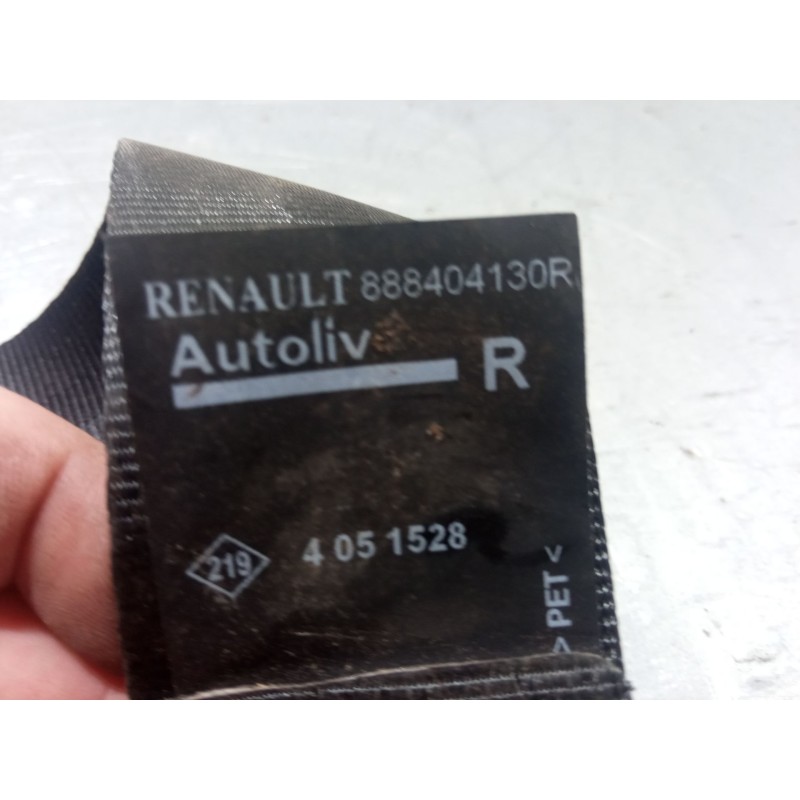 RENAULT 888404130R
Autoliv R
219 4 05 1528
> PET <